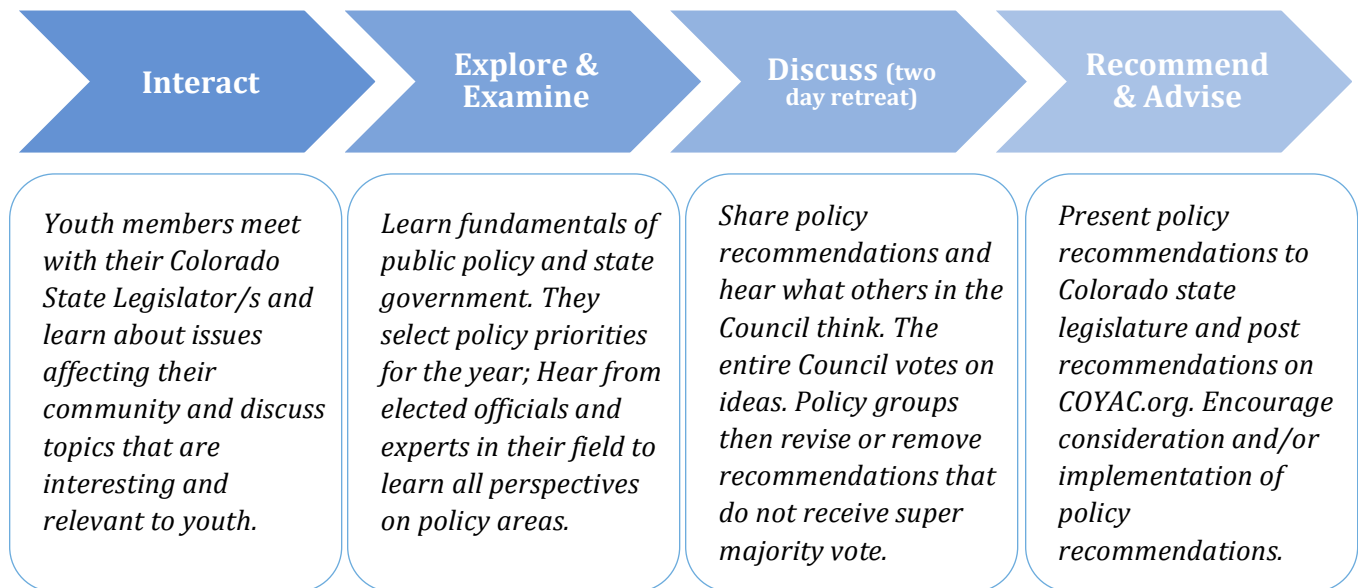 Interact
Youth members meet
with their Colorado
State Legislator/s and
learn about issues
affecting their
community and discuss
topics that are
interesting and
relevant to youth.
Explore &
Examine
Learn fundamentals of
public policy and state
government. They
select policy priorities
for the year; Hear from
elected officials and
experts in their field to
learn all perspectives
on policy areas.
Discuss (two
day retreat)
Share policy
recommendations and
hear what others in the
Council think. The
entire Council votes on
ideas. Policy groups
then revise or remove
recommendations that
do not receive super
majority vote.
Recommend
& Advise
Present policy
recommendations to
Colorado state
legislature and post
recommendations on
COYAC.org. Encourage
consideration and/or
implementation of
policy
recommendations.